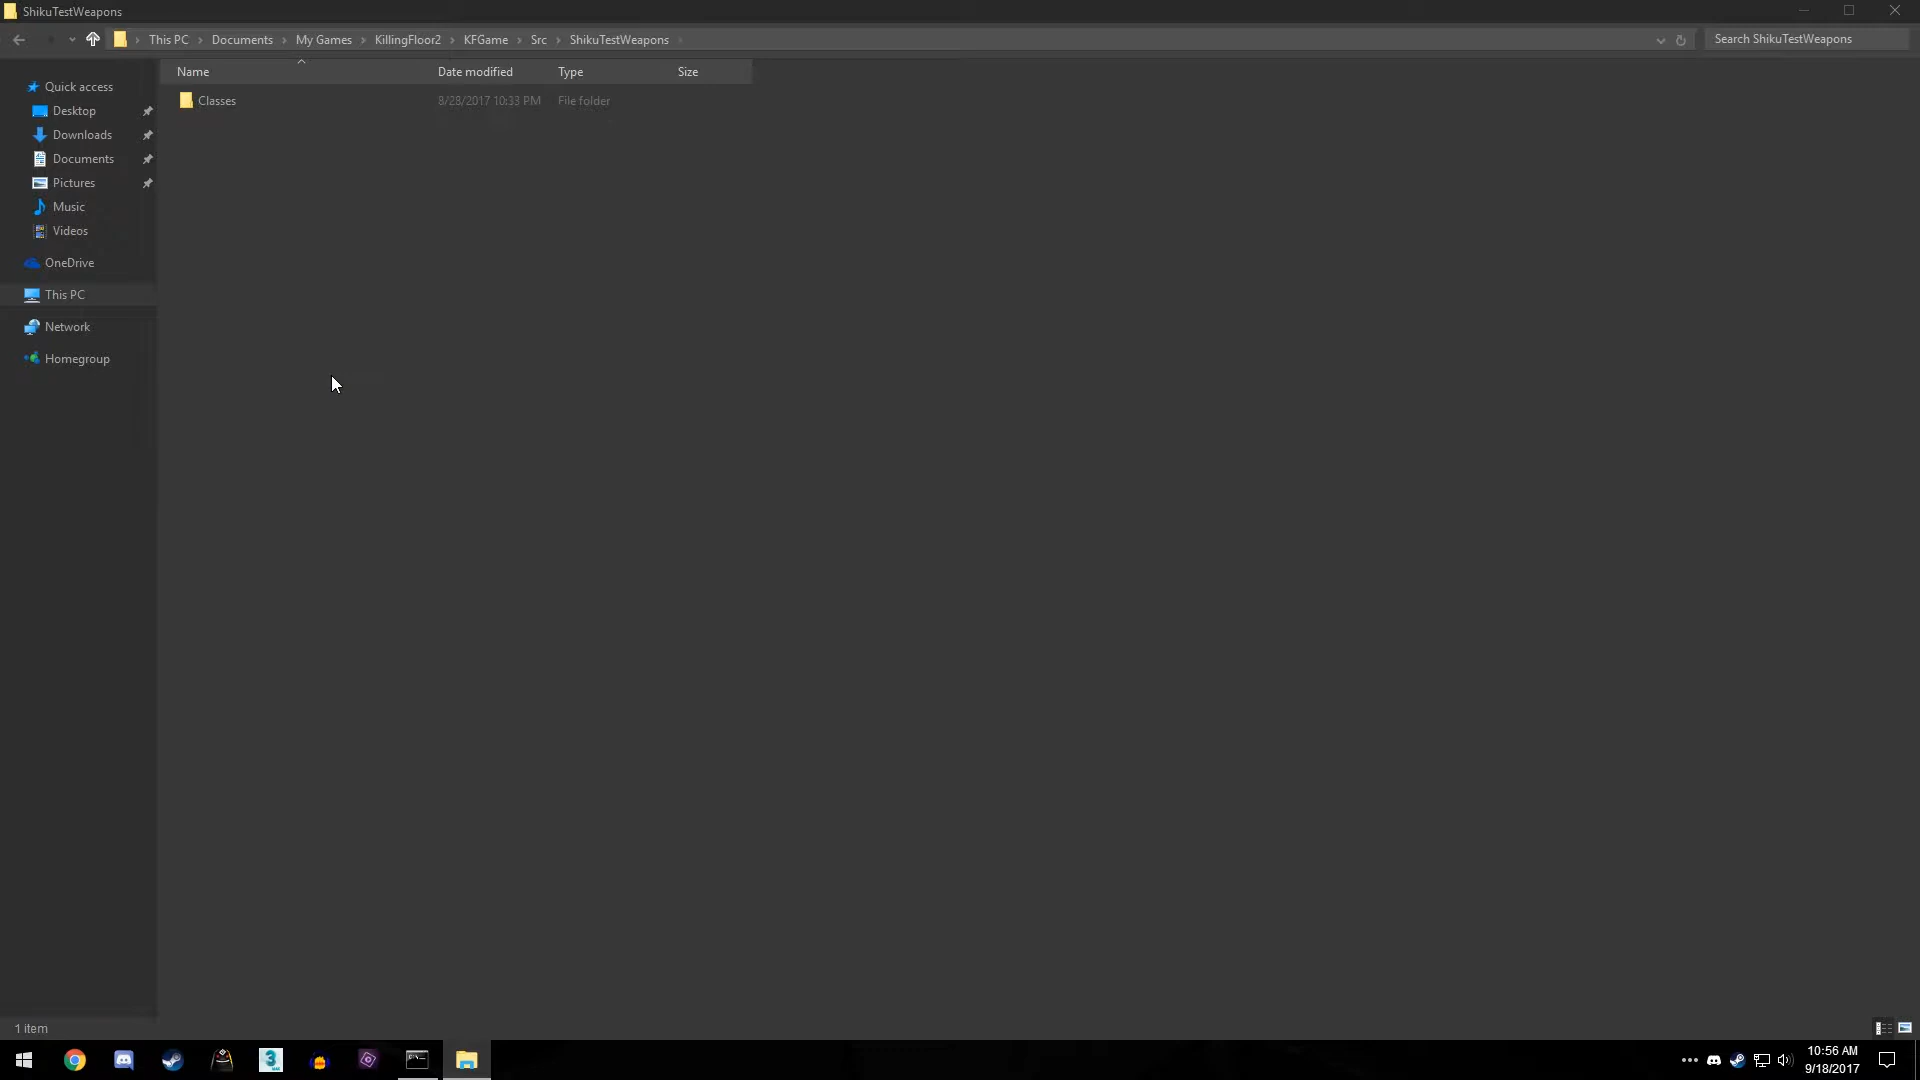 ShikuTestWeapons
This PC > Documents > My Games > KillingFloor2 > KFGame > Src > ShikuTestWeapons >
Search ShikuTestWeapons
Name Date modified Type Size
Classes 8/28/2017 10:33 PM File folder
Quick access
Desktop
Downloads
Documents
Pictures
Music
Videos
OneDrive
This PC
Network
Homegroup
1 item
10:56 AM
9/18/2017